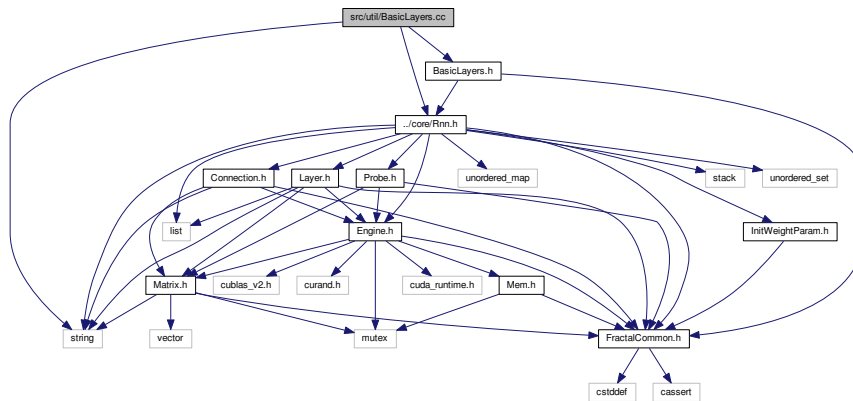 src/util/BasicLayers.cc
BasicLayers.h
../core/Rnn.h
Connection.h
Layer.h
Probe.h
unordered_map
stack
unordered_set
list
Engine.h
InitWeightParam.h
Matrix.h
cublas_v2.h
curand.h
cuda_runtime.h
Mem.h
string
vector
mutex
FractalCommon.h
cstddef
cassert